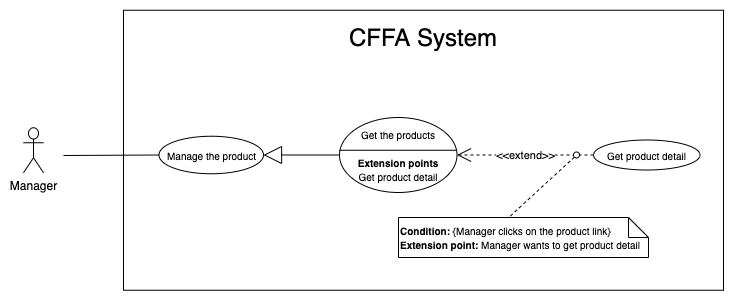 CFFA System
Manager
Manage the product
Get the products
Extension points
Get product detail
<<extend>>
Get product detail
Condition: {Manager clicks on the product link}
Extension point: Manager wants to get product detail